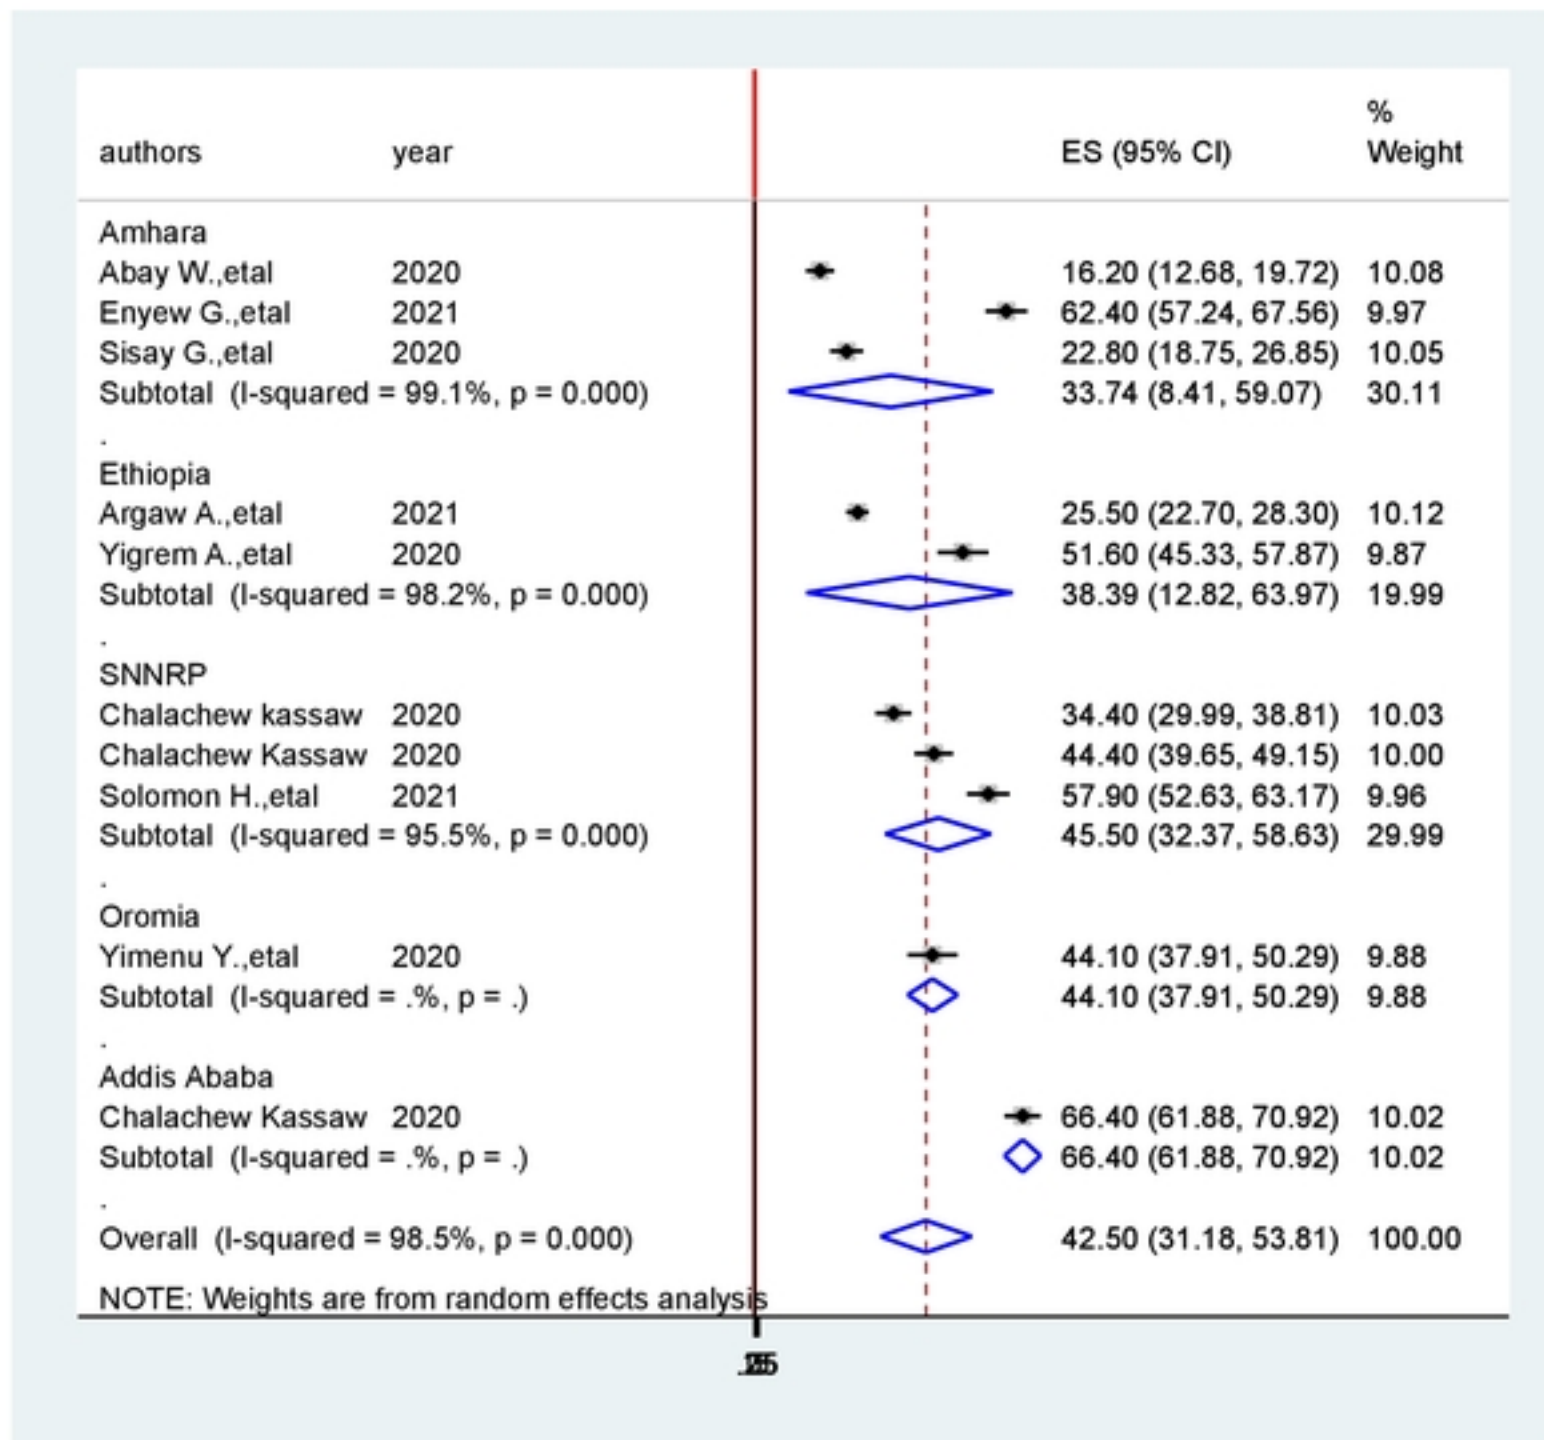 %
authors year ES (95% CI) Weight
Amhara
Abay W.,etal 2020 16.20 (12.68, 19.72) 10.08
Enyew G.,etal 2021 62.40 (57.24, 67.56) 9.97
Sisay G.,etal 2020 22.80 (18.75, 26.85) 10.05
Subtotal (I-squared = 99.1%, p = 0.000) 33.74 (8.41, 59.07) 30.11
.
Ethiopia
Argaw A.,etal 2021 25.50 (22.70, 28.30) 10.12
Yigrem A.,etal 2020 51.60 (45.33, 57.87) 9.87
Subtotal (I-squared = 98.2%, p = 0.000) 38.39 (12.82, 63.97) 19.99
.
SNNRP
Chalachew kassaw 2020 34.40 (29.99, 38.81) 10.03
Chalachew Kassaw 2020 44.40 (39.65, 49.15) 10.00
Solomon H.,etal 2021 57.90 (52.63, 63.17) 9.96
Subtotal (I-squared = 95.5%, p = 0.000) 45.50 (32.37, 58.63) 29.99
.
Oromia
Yimenu Y.,etal 2020 44.10 (37.91, 50.29) 9.88
Subtotal (I-squared = .%, p = .) 44.10 (37.91, 50.29) 9.88
.
Addis Ababa
Chalachew Kassaw 2020 66.40 (61.88, 70.92) 10.02
Subtotal (I-squared = .%, p = .) 66.40 (61.88, 70.92) 10.02
.
Overall (I-squared = 98.5%, p = 0.000) 42.50 (31.18, 53.81) 100.00
NOTE: Weights are from random effects analysis